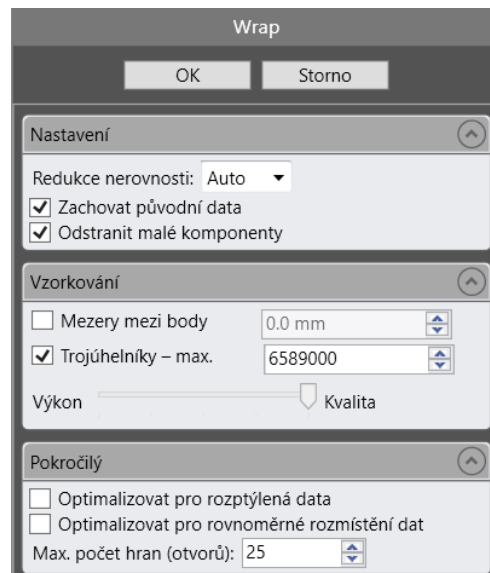 Wrap
OK Storno
Nastavení
Redukce nerovnosti: Auto
Zachovat původní data
Odstranit malé komponenty
Vzorkování
Mezery mezi body 0.0 mm
Trojúhelníky – max. 6589000
Výkon Kvalita
Pokročilý
Optimalizovat pro rozptýlená data
Optimalizovat pro rovnoměrné rozmístění dat
Max. počet hran (otvorů): 25